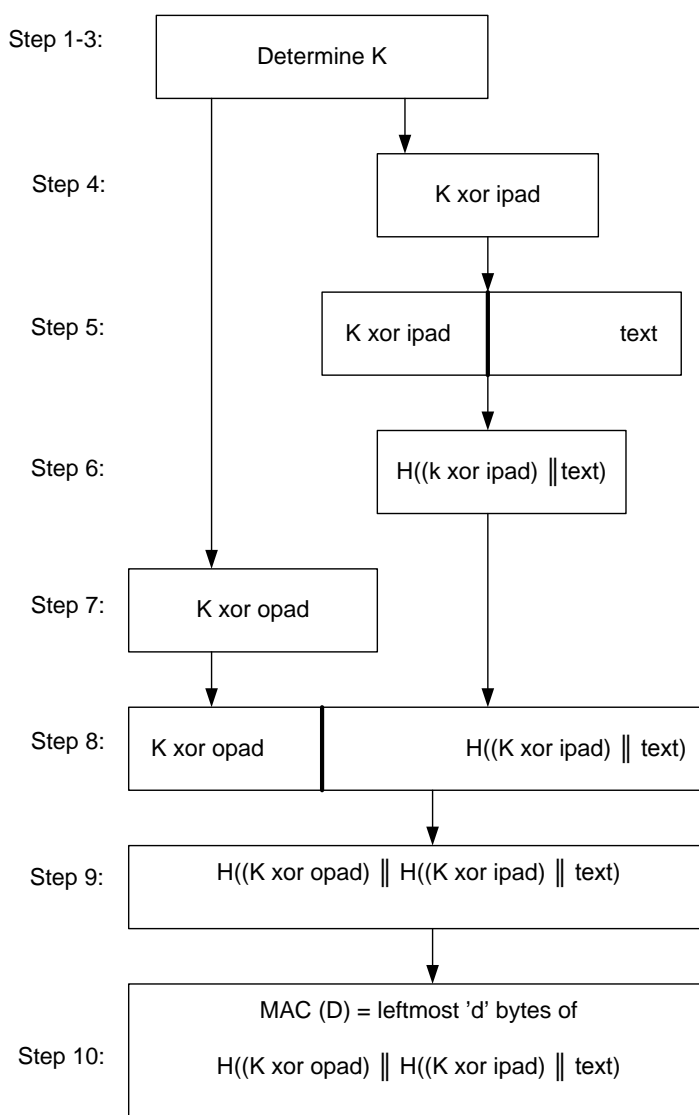 Step 1-3:
Determine K
Step 4:
K xor ipad
Step 5:
K xor ipad text
Step 6:
H((k xor ipad) ‖text)
Step 7:
K xor opad
Step 8:
K xor opad H((K xor ipad) ‖ text)
Step 9:
H((K xor opad) ‖ H((K xor ipad) ‖ text)
Step 10:
MAC (D) = leftmost ’d’ bytes of
H((K xor opad) ‖ H((K xor ipad) ‖ text)